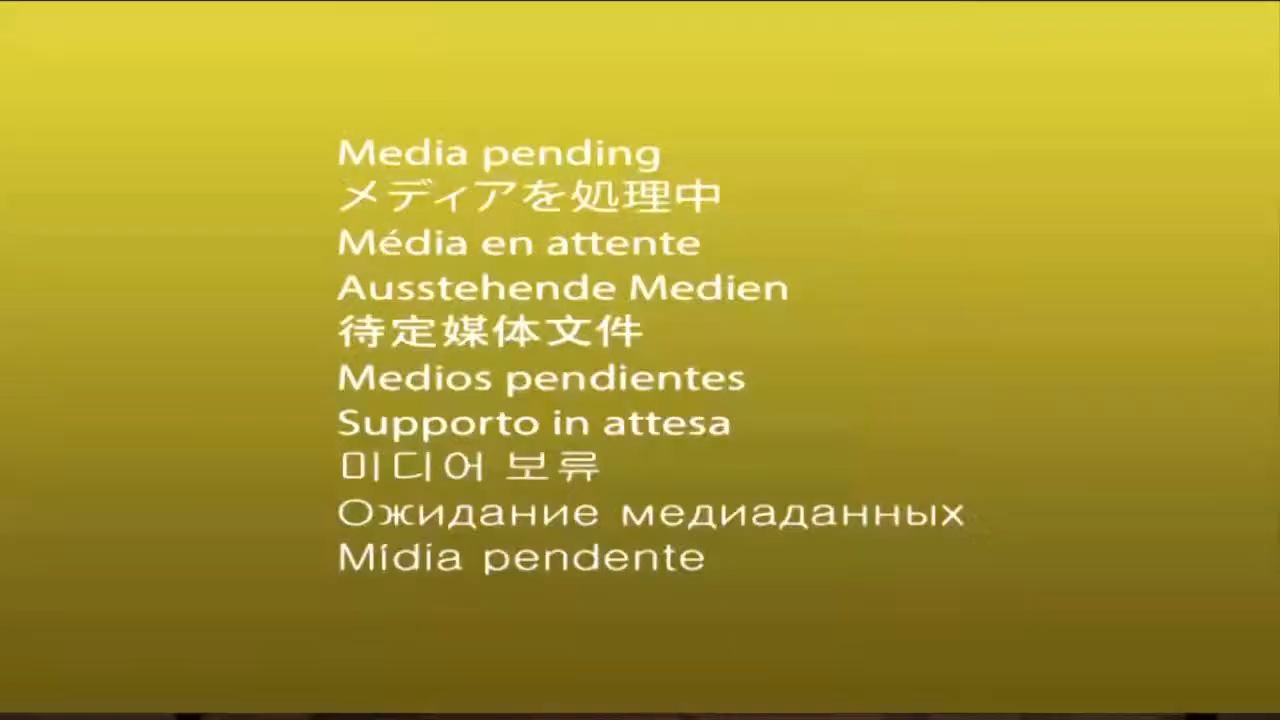 Media pending
メディアを処理中
Média en attente
Ausstehende Medien
待定媒体文件
Medios pendientes
Supporto in attesa
미디어 보류
Ожидание медиаданных
Mídia pendente